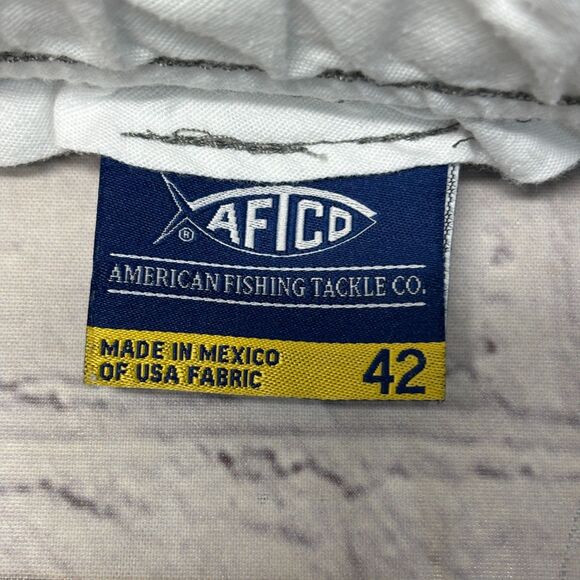 AFTCO
®
AMERICAN FISHING TACKLE CO.
MADE IN MEXICO
OF USA FABRIC
42